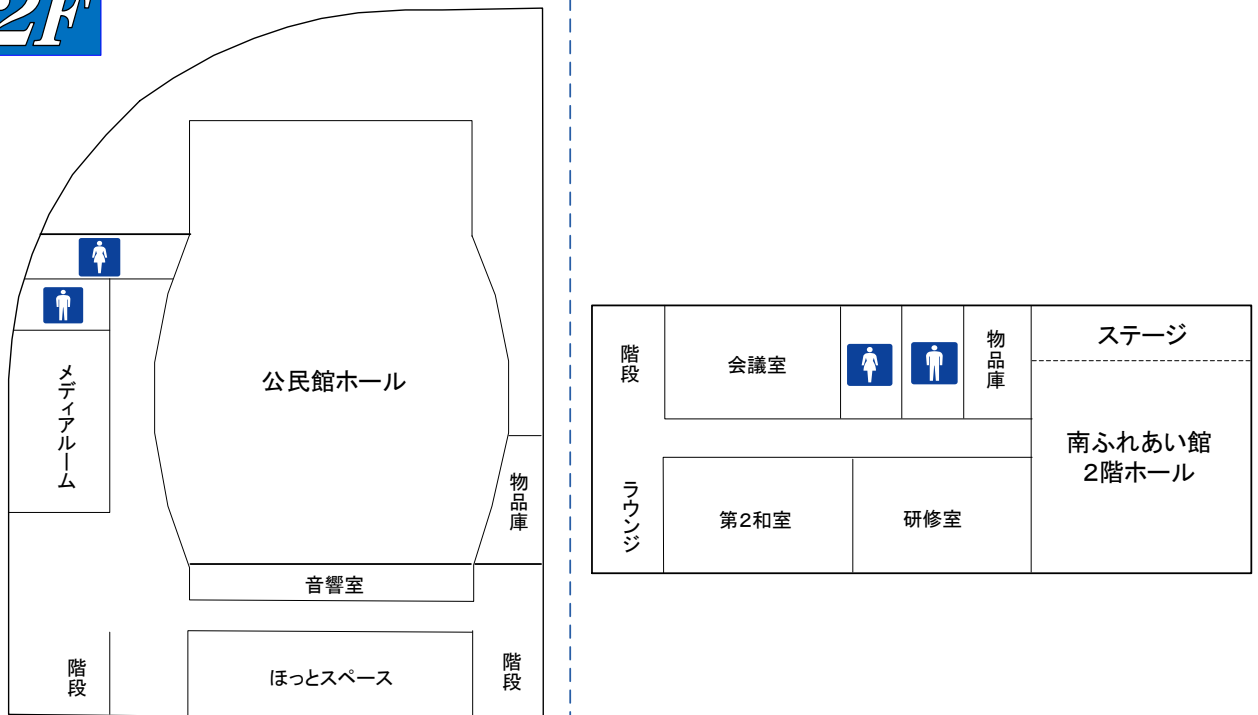 2F
公民館ホール
メディアルーム
物品庫
音響室
階段
ほっとスペース
階段
階段
会議室
物品庫
ステージ
南ふれあい館
2階ホール
ラウンジ
第2和室
研修室